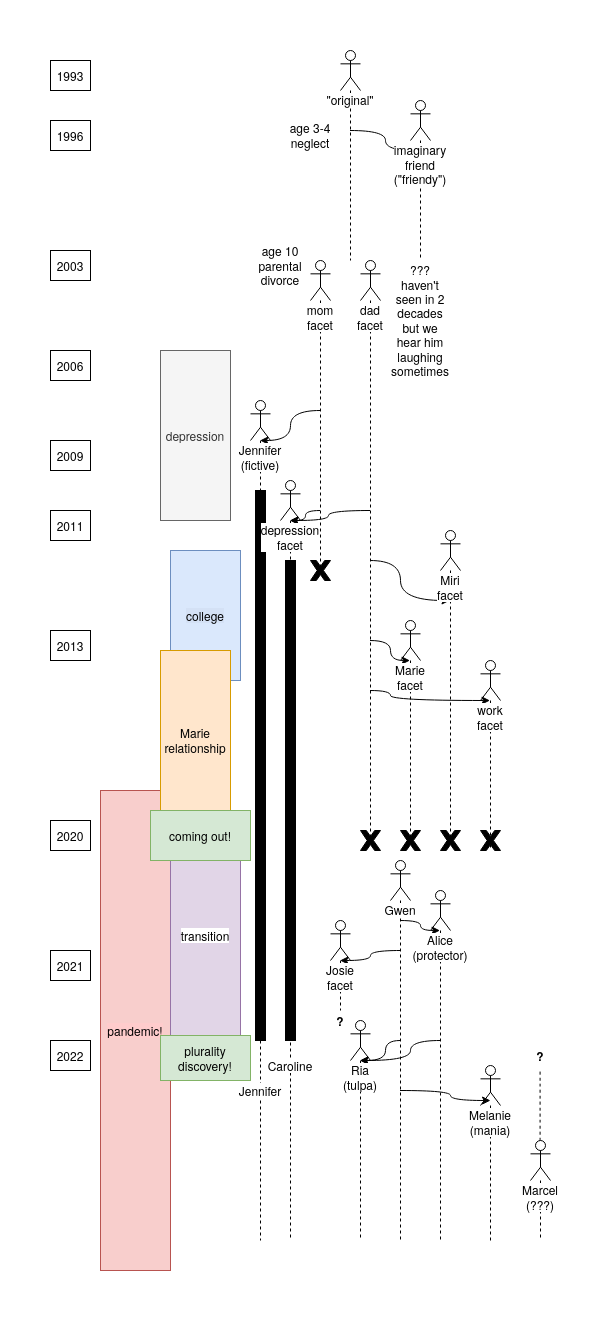 1993
"original"
1996
age 3-4
neglect
imaginary
friend
("friendy")
2003
age 10
parental
divorce
mom
facet
dad
facet
???
haven't
seen in 2
decades
but we
hear him
laughing
sometimes
2006
depression
Jennifer
(fictive)
2009
2011
depression
facet
Miri
facet
college
2013
Marie
facet
work
facet
Marie
relationship
2020
coming out!
Gwen
Alice
(protector)
transition
2021
Josie
facet
?
pandemic!
2022
plurality
discovery!
Caroline
Jennifer
Ria
(tulpa)
?
Melanie
(mania)
Marcel
(???)